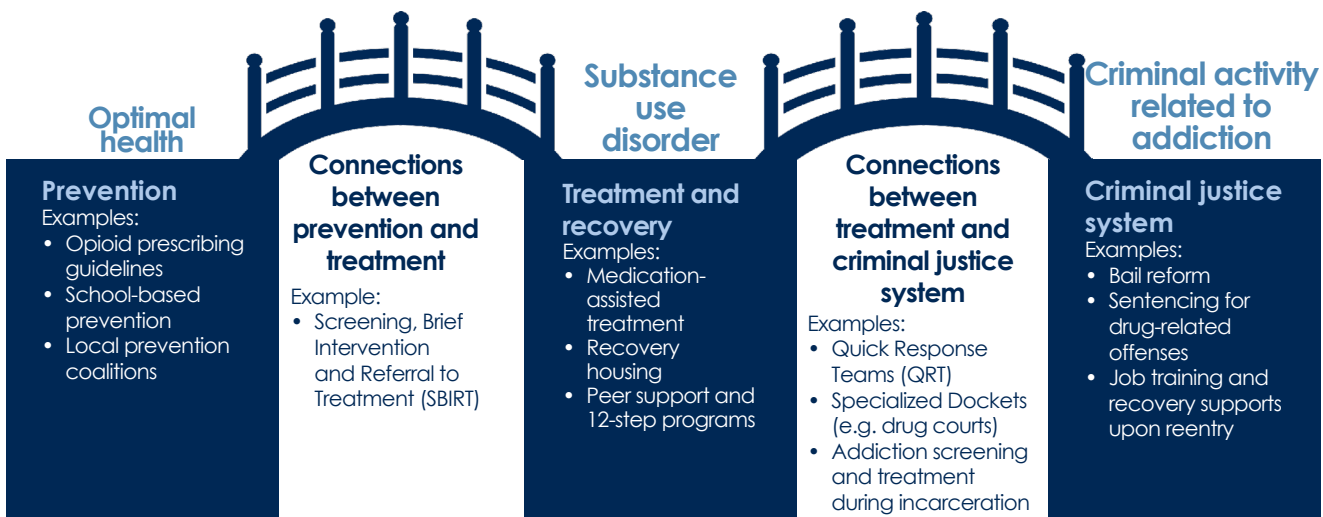 Optimal
health
Prevention
Examples:
• Opioid prescribing
guidelines
• School-based
prevention
• Local prevention
coalitions
Connections
between
prevention and
treatment
Example:
• Screening, Brief
Intervention
and Referral to
Treatment (SBIRT)
Substance
use
disorder
Treatment and
recovery
Examples:
• Medication-
assisted
treatment
• Recovery
housing
• Peer support and
12-step programs
Connections
between
treatment and
criminal justice
system
Examples:
• Quick Response
Teams (QRT)
• Specialized Dockets
(e.g. drug courts)
• Addiction screening
and treatment
during incarceration
Criminal activity
related to
addiction
Criminal justice
system
Examples:
• Bail reform
• Sentencing for
drug-related
offenses
• Job training and
recovery supports
upon reentry